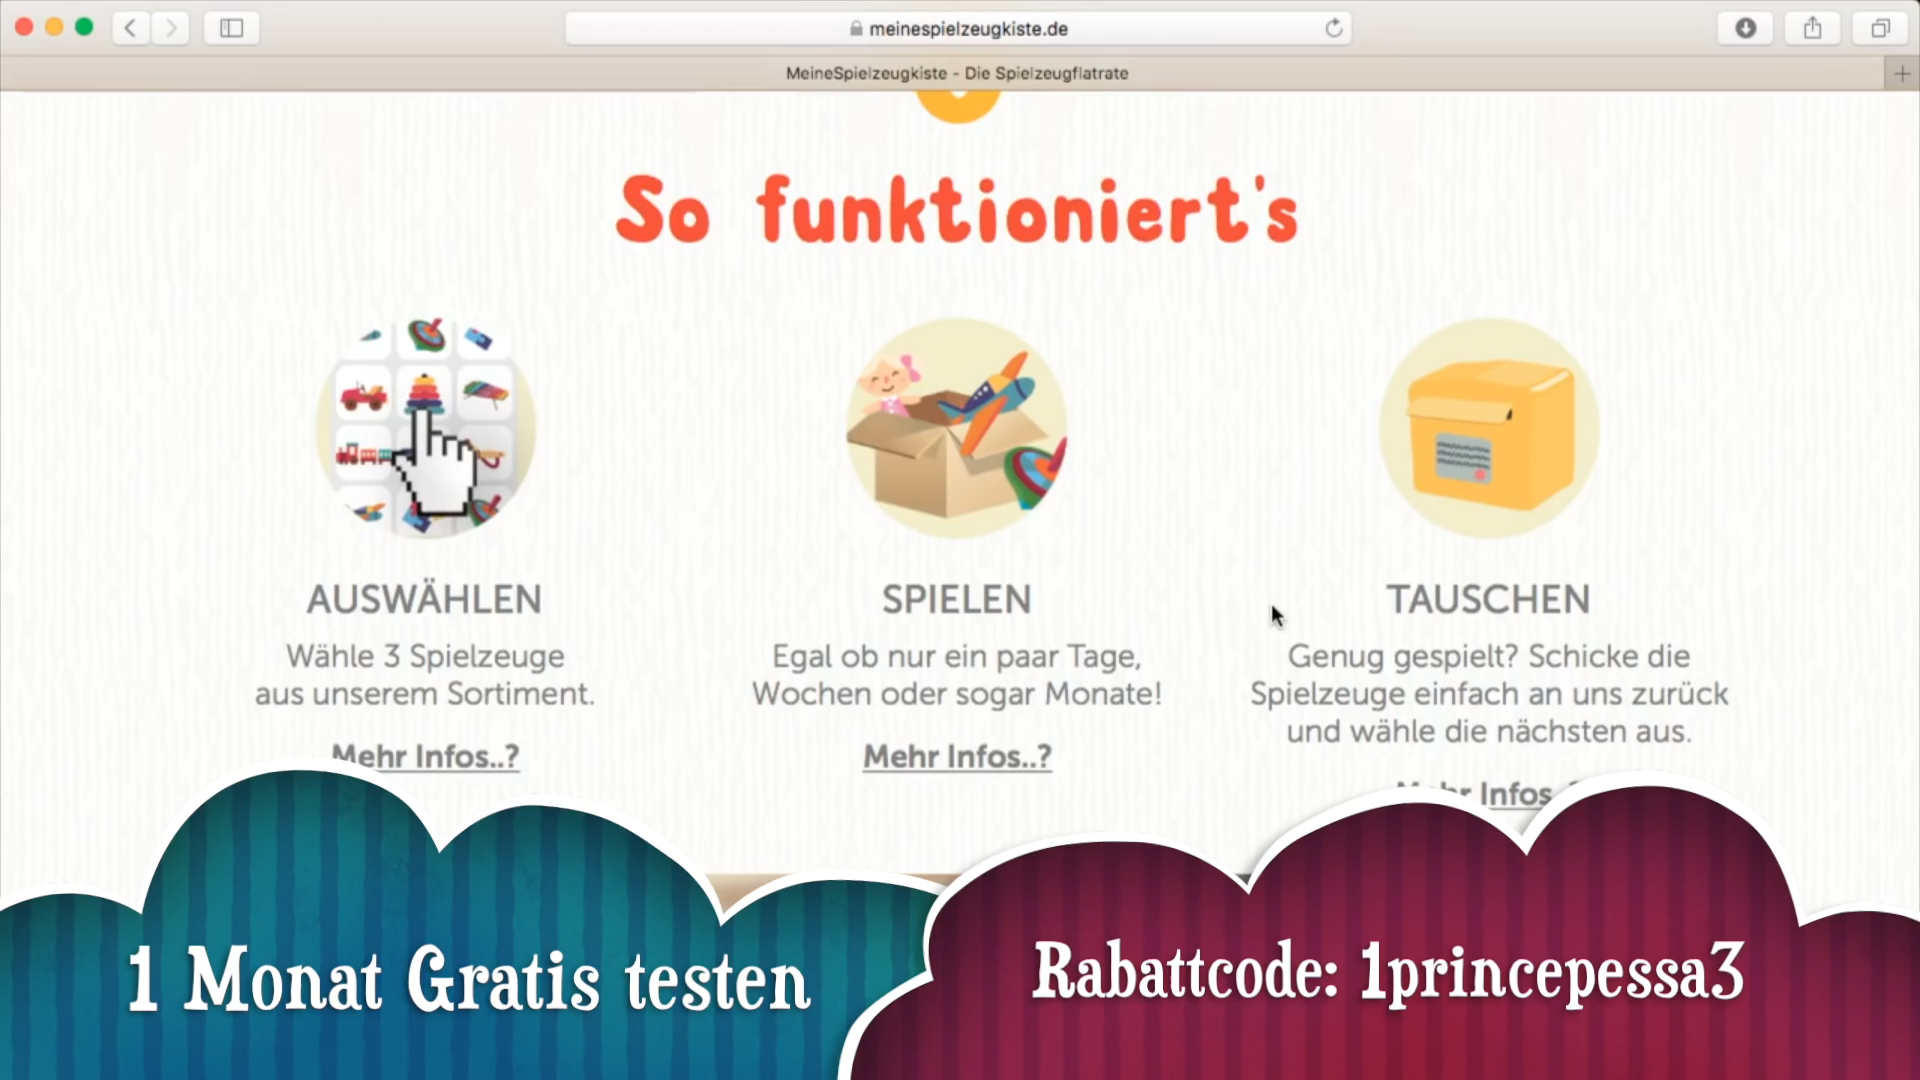 meinespielzeugkiste.de
MeineSpielzeugkiste - Die Spielzeugflatrate
So funktioniert's
AUSWÄHLEN
Wähle 3 Spielzeuge
aus unserem Sortiment.
Mehr Infos..?
SPIELEN
Egal ob nur ein paar Tage,
Wochen oder sogar Monate!
Mehr Infos..?
TAUSCHEN
Genug gespielt? Schicke die
Spielzeuge einfach an uns zurück
und wähle die nächsten aus.
Mehr Infos
1 Monat Gratis testen
Rabattcode: 1princepessa3